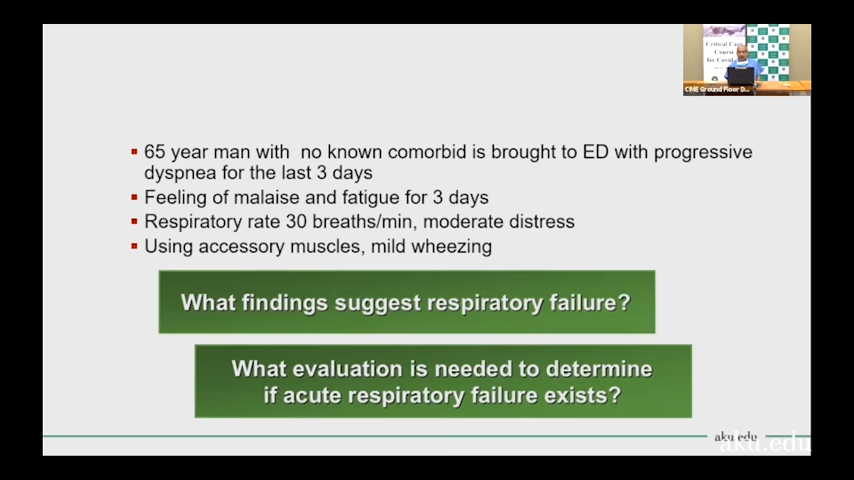 Critical Care
Course
for Covid
CME Ground Floor D...
65 year man with no known comorbid is brought to ED with progressive
dyspnea for the last 3 days
Feeling of malaise and fatigue for 3 days
Respiratory rate 30 breaths/min, moderate distress
Using accessory muscles, mild wheezing
What findings suggest respiratory failure?
What evaluation is needed to determine
if acute respiratory failure exists?
aku.edu
aku.edu